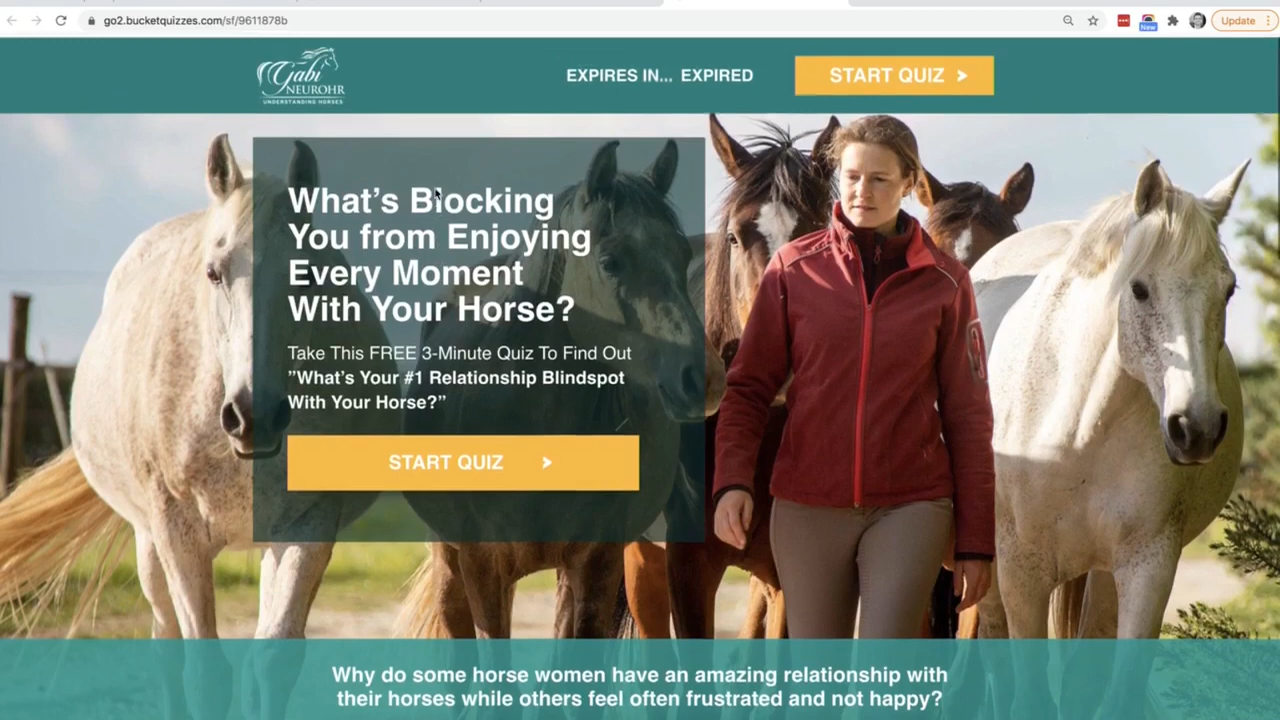 go2.bucketquizzes.com/sf/9611878b
New
Update
Gabi
NEUROHR
UNDERSTANDING HORSES
EXPIRES IN... EXPIRED
START QUIZ >
What's Blocking
You from Enjoying
Every Moment
With Your Horse?
Take This FREE 3-Minute Quiz To Find Out
”What's Your #1 Relationship Blindspot
With Your Horse?”
START QUIZ >
Why do some horse women have an amazing relationship with
their horses while others feel often frustrated and not happy?